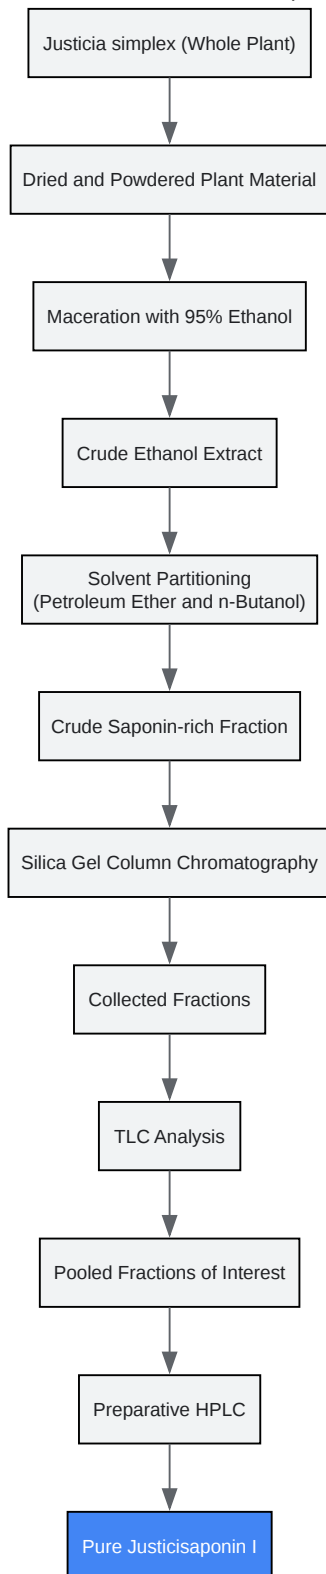 Justicia simplex (Whole Plant)
Dried and Powdered Plant Material
Maceration with 95% Ethanol
Crude Ethanol Extract
Solvent Partitioning
(Petroleum Ether and n-Butanol)
Crude Saponin-rich Fraction
Silica Gel Column Chromatography
Collected Fractions
TLC Analysis
Pooled Fractions of Interest
Preparative HPLC
Pure Justicisaponin I